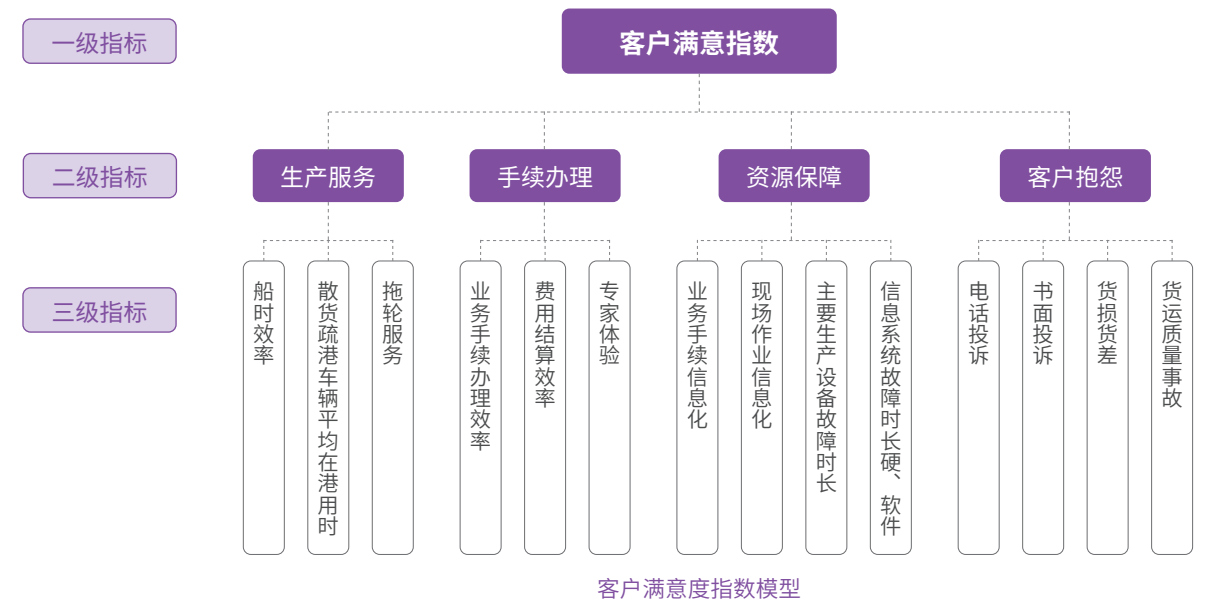 一级指标
客户满意指数
二级指标
生产服务
手续办理
资源保障
客户抱怨
三级指标
船时效率
散货疏港车辆平均在港用时
拖轮服务
业务手续办理效率
费用结算效率
专家体验
业务手续信息化
现场作业信息化
主要生产设备故障时长
信息系统故障时长硬、软件
电话投诉
书面投诉
货损货差
货运质量事故
客户满意度指数模型